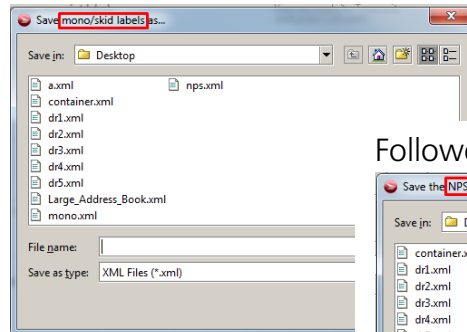 Save mono/skid labels as...
Save in: Desktop
a.xml nps.xml
container.xml
dr1.xml
dr2.xml
dr3.xml
dr4.xml
dr5.xml
Large_Address_Book.xml
mono.xml
File name:
Save as type: XML Files (*.xml)
Follow
Save the NPS
Save in:
container.x
dr1.xml
dr2.xml
dr3.xml
dr4.xml